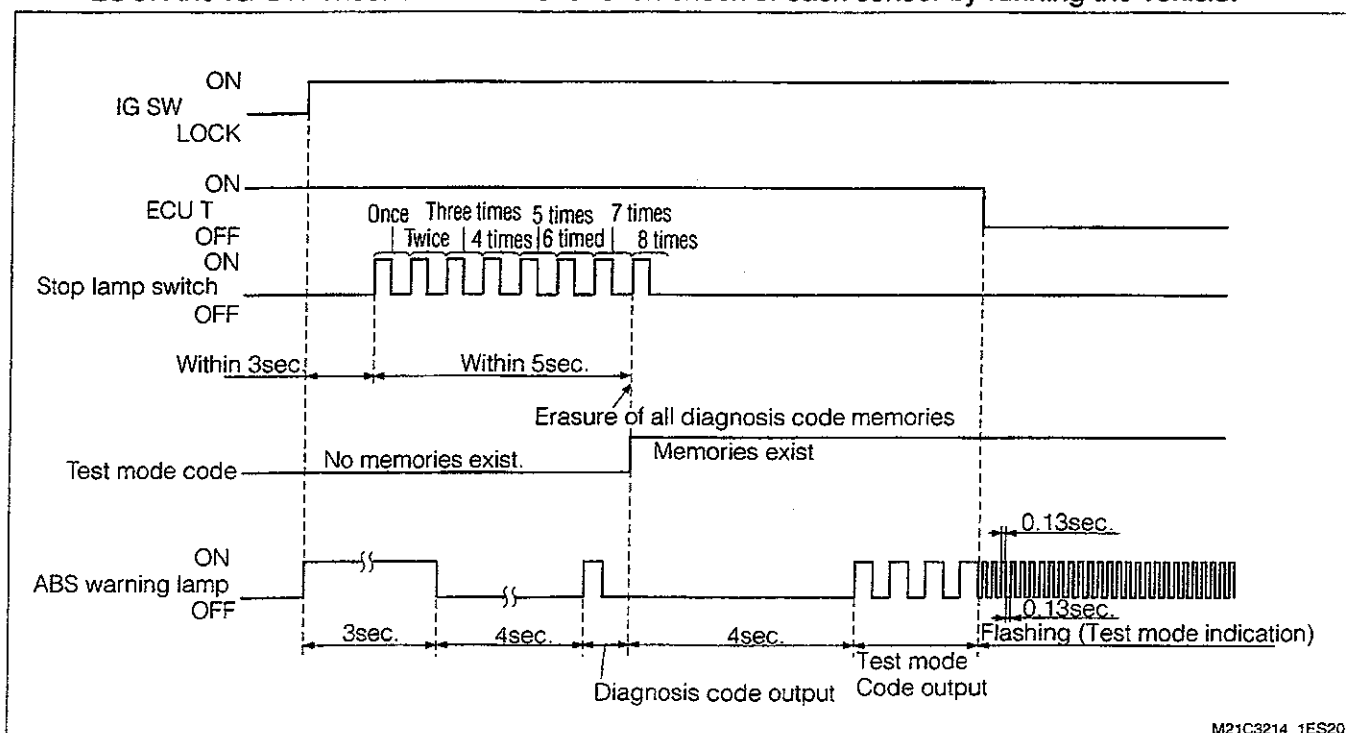 ON
IG SW
LOCK
ON
ECU T
OFF
Once Three times 5 times 7 times
Twice 4 times 6 timed 8 times
ON
Stop lamp switch
OFF
Within 3sec. Within 5sec.
Erasure of all diagnosis code memories
Test mode code No memories exist. Memories exist
0.13sec.
ON
ABS warning lamp
OFF
0.13sec.
3sec. 4sec. 4sec. Flashing (Test mode indication)
Diagnosis code output
Test mode
Code output
M21C3214_1ES20